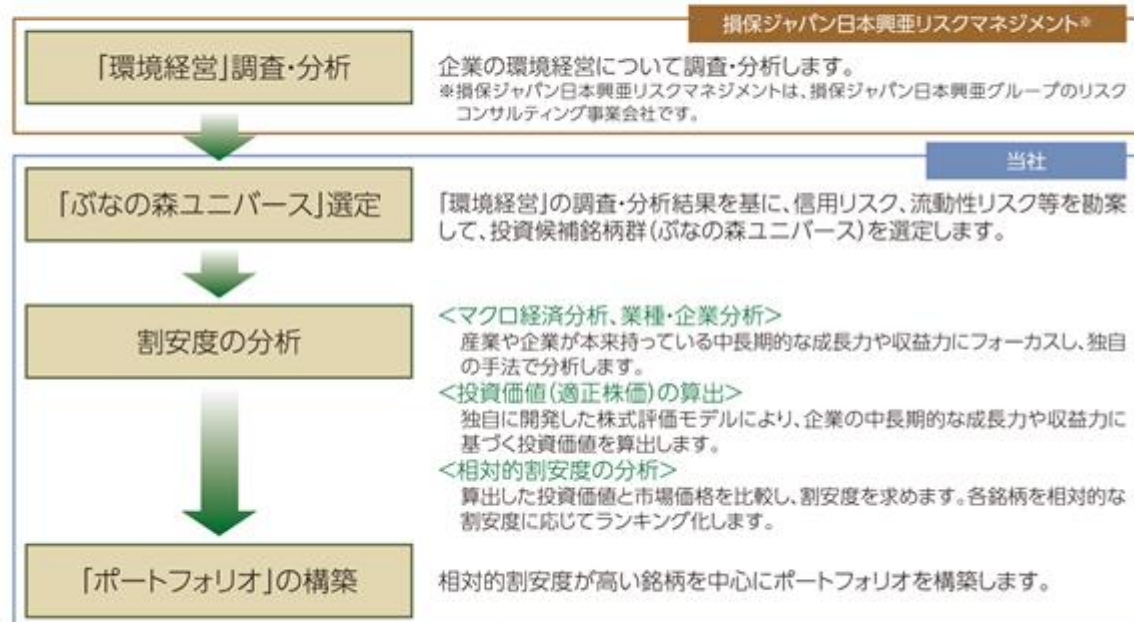 損保ジャパン日本興亜リスクマネジメント※
「環境経営」調査・分析
企業の環境経営について調査・分析します。
※損保ジャパン日本興亜リスクマネジメントは、損保ジャパン日本興亜グループのリスク
コンサルティング事業会社です。
当社
「ぶなの森ユニバース」選定
「環境経営」の調査・分析結果を基に、信用リスク、流動性リスク等を勘案
して、投資候補銘柄群(ぶなの森ユニバース)を選定します。
割安度の分析
<マクロ経済分析、業種・企業分析>
産業や企業が本来持っている中長期的な成長力や収益力にフォーカスし、独自
の手法で分析します。
<投資価値(適正株価)の算出>
独自に開発した株式評価モデルにより、企業の中長期的な成長力や収益力に
基づく投資価値を算出します。
<相対的割安度の分析>
算出した投資価値と市場価格を比較し、割安度を求めます。各銘柄を相対的な
割安度に応じてランキング化します。
「ポートフォリオ」の構築
相対的割安度が高い銘柄を中心にポートフォリオを構築します。